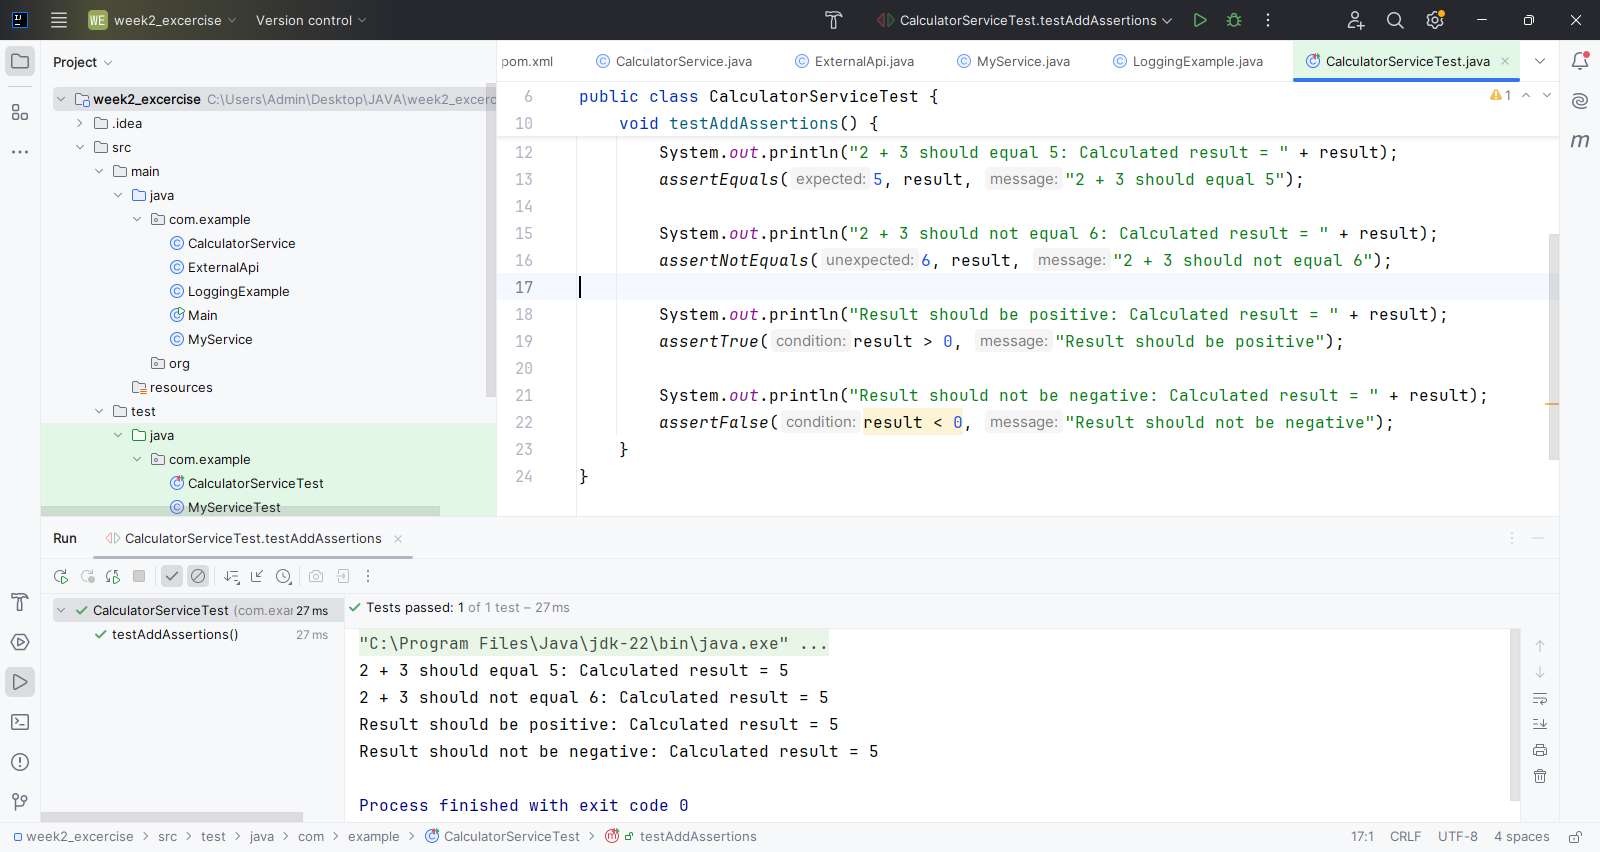 WE week2_excercise Version control CalculatorServiceTest.testAddAssertions
Project
pom.xml CalculatorService.java ExternalApi.java MyService.java LoggingExample.java CalculatorServiceTest.java
week2_excercise C:\Users\Admin\Desktop\JAVA\week2_excerc
.idea
src
main
java
com.example
CalculatorService
ExternalApi
LoggingExample
Main
MyService
org
resources
test
java
com.example
CalculatorServiceTest
MyServiceTest
1
6 public class CalculatorServiceTest {
10 void testAddAssertions() {
12 System.out.println("2 + 3 should equal 5: Calculated result = " + result);
13 assertEquals( expected: 5, result, message: "2 + 3 should equal 5");
14
15 System.out.println("2 + 3 should not equal 6: Calculated result = " + result);
16 assertNotEquals( unexpected: 6, result, message: "2 + 3 should not equal 6");
17
18 System.out.println("Result should be positive: Calculated result = " + result);
19 assertTrue( condition: result > 0, message: "Result should be positive");
20
21 System.out.println("Result should not be negative: Calculated result = " + result);
22 assertFalse( condition: result < 0, message: "Result should not be negative");
23 }
24 }
Run CalculatorServiceTest.testAddAssertions
CalculatorServiceTest (com.exar 27 ms
testAddAssertions() 27 ms
Tests passed: 1 of 1 test – 27 ms
"C:\Program Files\Java\jdk-22\bin\java.exe" ...
2 + 3 should equal 5: Calculated result = 5
2 + 3 should not equal 6: Calculated result = 5
Result should be positive: Calculated result = 5
Result should not be negative: Calculated result = 5
Process finished with exit code 0
week2_excercise > src > test > java > com > example > CalculatorServiceTest > testAddAssertions
17:1 CRLF UTF-8 4 spaces